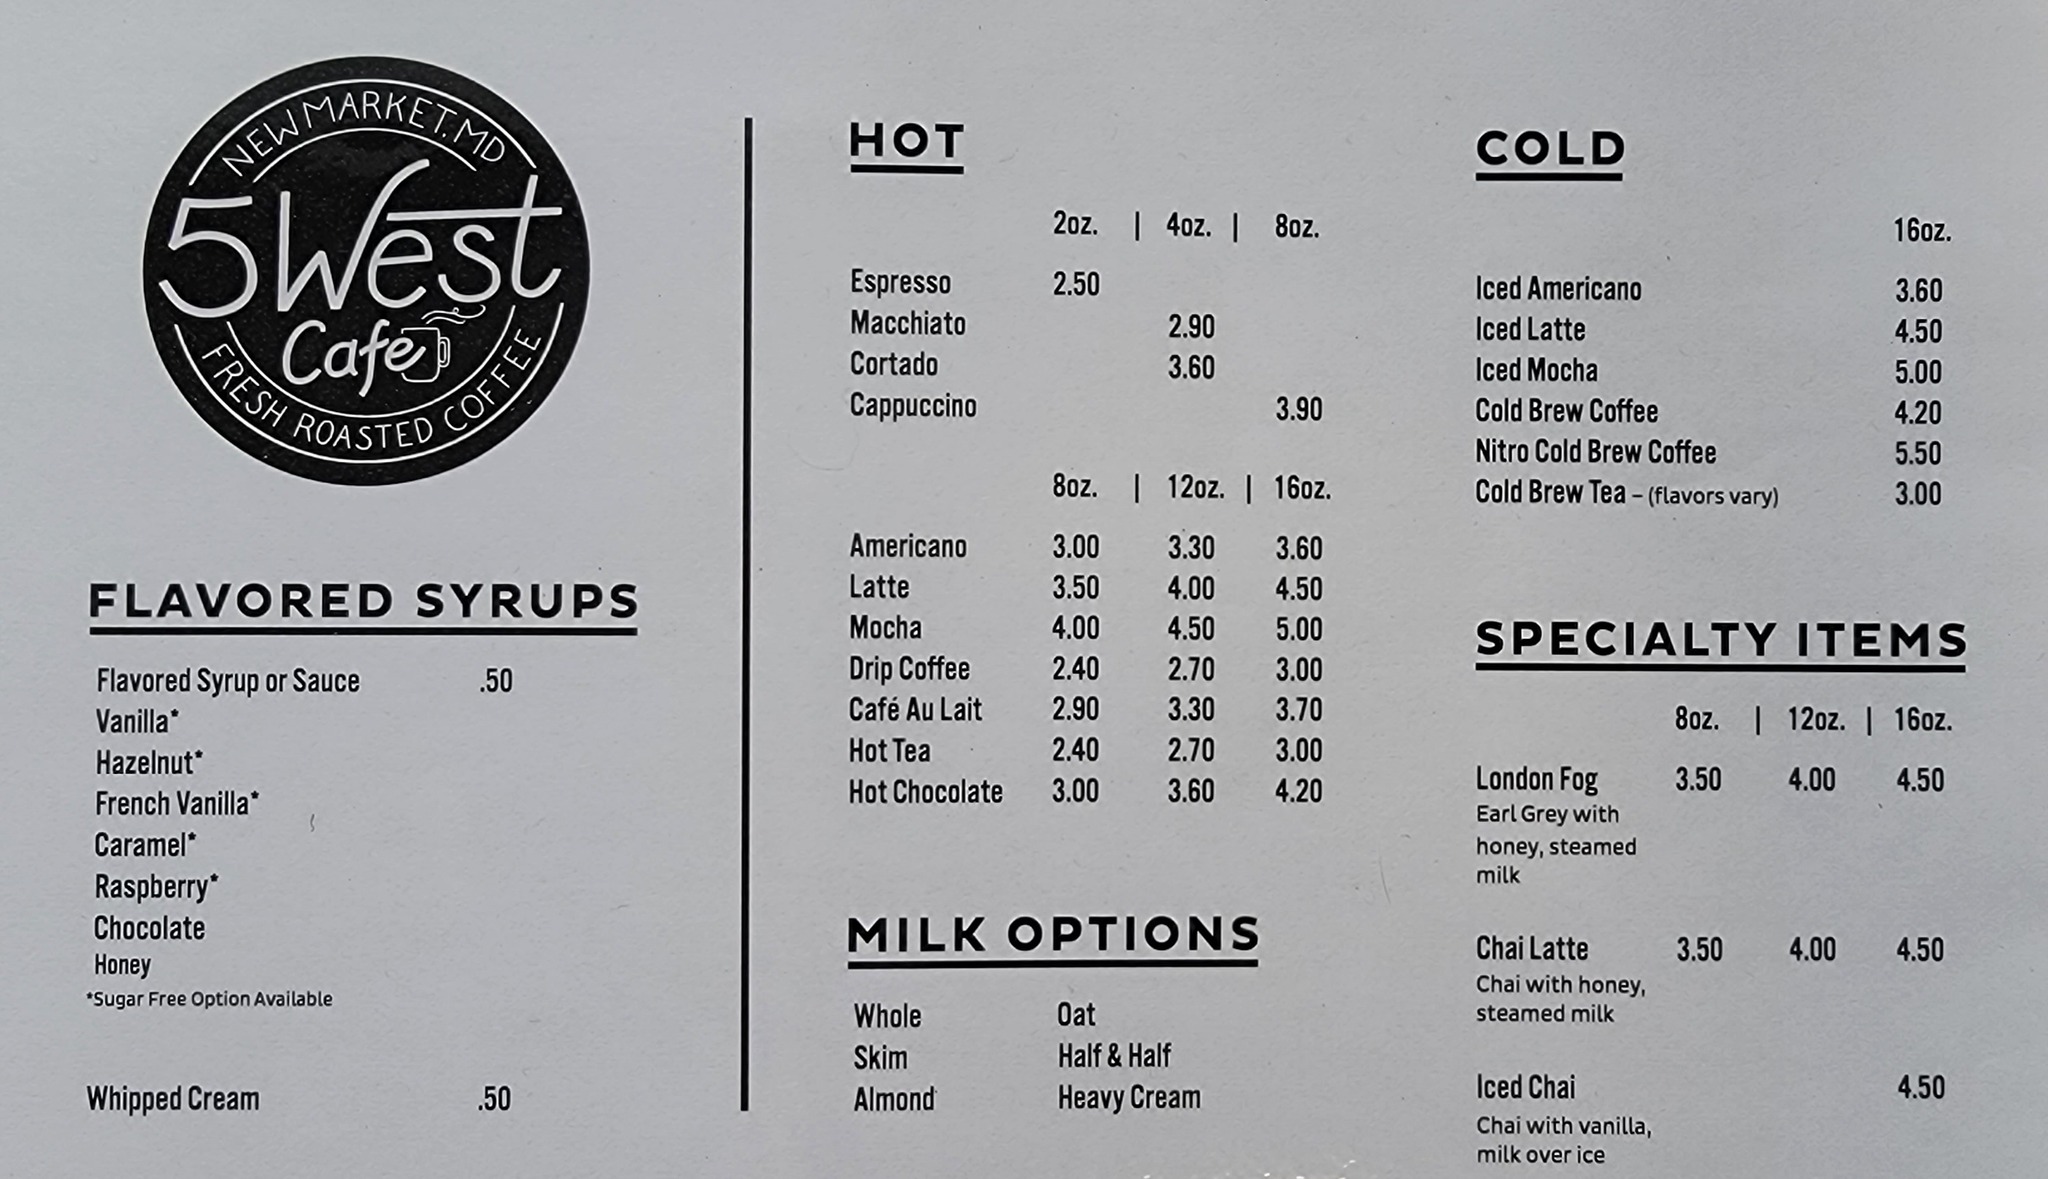 NEW MARKET, MD
5 West
Cafe
FRESH ROASTED COFFEE
FLAVORED SYRUPS
Flavored Syrup or Sauce .50
Vanilla*
Hazelnut*
French Vanilla*
Caramel*
Raspberry*
Chocolate
Honey
*Sugar Free Option Available
Whipped Cream .50
HOT
2oz. | 4oz. | 8oz.
Espresso 2.50
Macchiato 2.90
Cortado 3.60
Cappuccino 3.90
8oz. | 12oz. | 16oz.
Americano 3.00 3.30 3.60
Latte 3.50 4.00 4.50
Mocha 4.00 4.50 5.00
Drip Coffee 2.40 2.70 3.00
Café Au Lait 2.90 3.30 3.70
Hot Tea 2.40 2.70 3.00
Hot Chocolate 3.00 3.60 4.20
MILK OPTIONS
Whole Oat
Skim Half & Half
Almond Heavy Cream
COLD
16oz.
Iced Americano 3.60
Iced Latte 4.50
Iced Mocha 5.00
Cold Brew Coffee 4.20
Nitro Cold Brew Coffee 5.50
Cold Brew Tea – (flavors vary) 3.00
SPECIALTY ITEMS
8oz. | 12oz. | 16oz.
London Fog 3.50 4.00 4.50
Earl Grey with
honey, steamed
milk
Chai Latte 3.50 4.00 4.50
Chai with honey,
steamed milk
Iced Chai 4.50
Chai with vanilla,
milk over ice